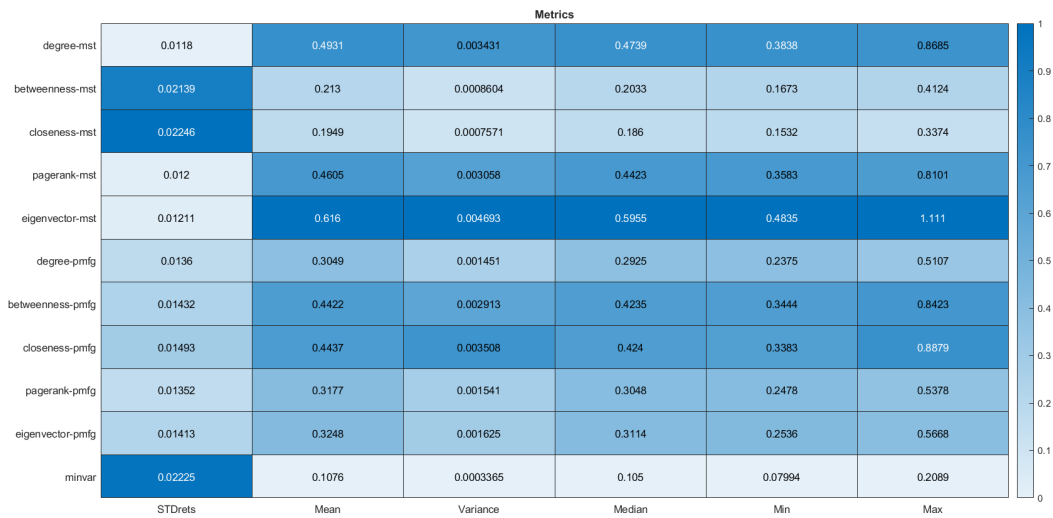 Metrics
degree-mst 0.0118 0.4931 0.003431 0.4739 0.3838 0.8685
betweenness-mst 0.02139 0.213 0.0008604 0.2033 0.1673 0.4124
closeness-mst 0.02246 0.1949 0.0007571 0.186 0.1532 0.3374
pagerank-mst 0.012 0.4605 0.003058 0.4423 0.3583 0.8101
eigenvector-mst 0.01211 0.616 0.004693 0.5955 0.4835 1.111
degree-pmfg 0.0136 0.3049 0.001451 0.2925 0.2375 0.5107
betweenness-pmfg 0.01432 0.4422 0.002913 0.4235 0.3444 0.8423
closeness-pmfg 0.01493 0.4437 0.003508 0.424 0.3383 0.8879
pagerank-pmfg 0.01352 0.3177 0.001541 0.3048 0.2478 0.5378
eigenvector-pmfg 0.01413 0.3248 0.001625 0.3114 0.2536 0.5668
minvar 0.02225 0.1076 0.0003365 0.105 0.07994 0.2089
STDrets Mean Variance Median Min Max
1
0.9
0.8
0.7
0.6
0.5
0.4
0.3
0.2
0.1
0